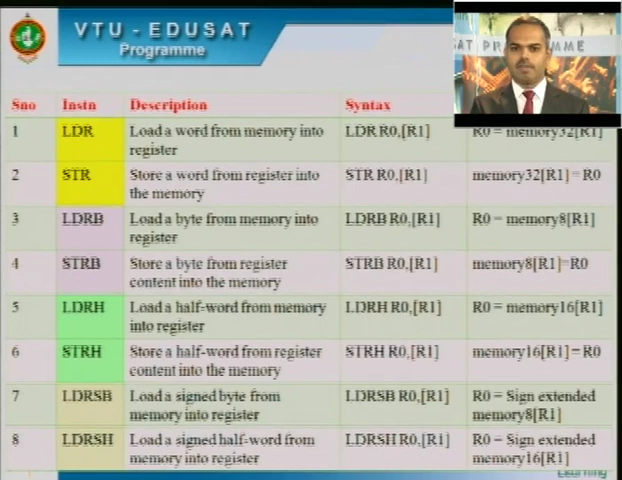 VTU - EDUSAT
Programme
SAT PROGRAMME
Sno Instn Description Syntax
1 LDR Load a word from memory into register LDR R0,[R1] R0 = memory32[R1]
2 STR Store a word from register into the memory STR R0,[R1] memory32[R1] = R0
3 LDRB Load a byte from memory into register LDRB R0,[R1] R0 = memory8[R1]
4 STRB Store a byte from register content into the memory STRB R0,[R1] memory8[R1]=R0
5 LDRH Load a half-word from memory into register LDRH R0,[R1] R0 = memory16[R1]
6 STRH Store a half-word from register content into the memory STRH R0,[R1] memory16[R1] = R0
7 LDRSB Load a signed byte from memory into register LDRSB R0,[R1] R0 = Sign extended memory8[R1]
8 LDRSH Load a signed half-word from memory into register LDRSH R0,[R1] R0 = Sign extended memory16[R1]
Learning